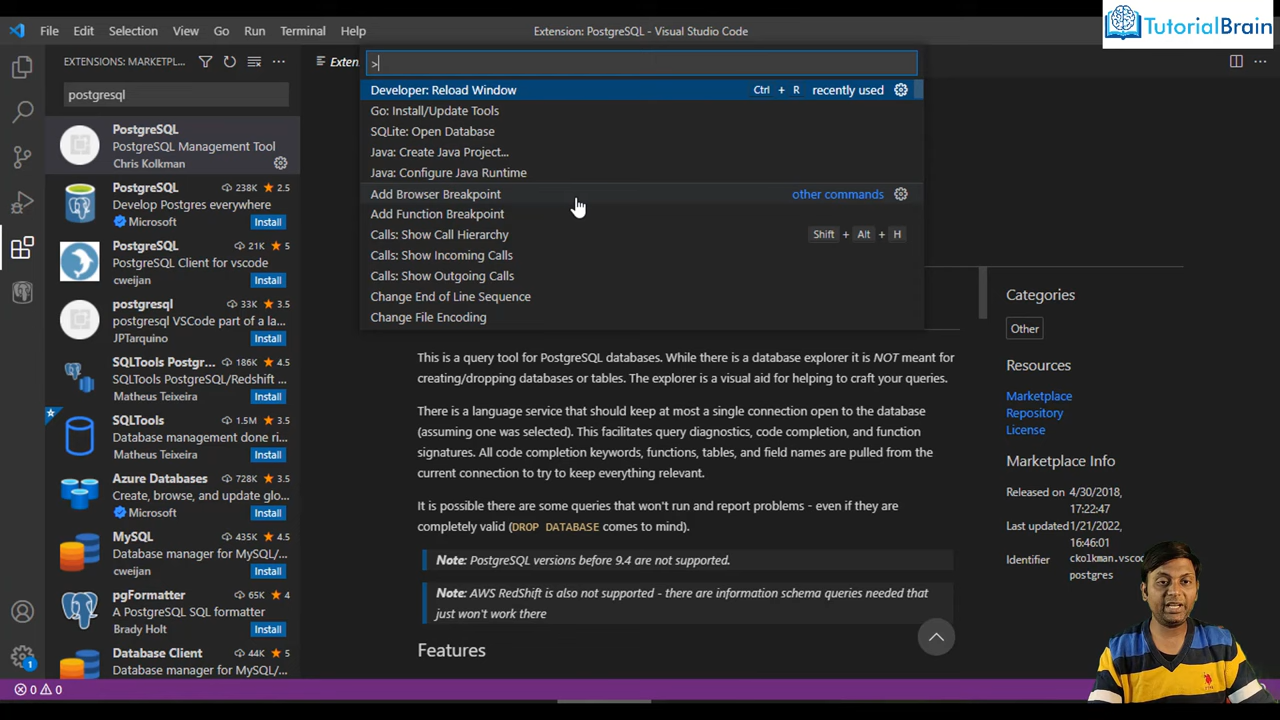 TutorialBrain
File Edit Selection View Go Run Terminal Help
Extension: PostgreSQL - Visual Studio Code
EXTENSIONS: MARKETPL...
postgresql
PostgreSQL
PostgreSQL Management Tool
Chris Kolkman
PostgreSQL 238K 2.5
Develop Postgres everywhere
Microsoft Install
PostgreSQL 21K 5
PostgreSQL Client for vscode
cweijan Install
postgresql 33K 3.5
postgresql VSCode part of a la...
JPTarquino Install
SQLTools Postgr... 186K 4.5
SQLTools PostgreSQL/Redshift ...
Matheus Teixeira Install
SQLTools 1.5M 3.5
Database management done ri...
Matheus Teixeira Install
Azure Databases 728K 3.5
Create, browse, and update glo...
Microsoft Install
MySQL 435K 4.5
Database manager for MySQL/...
cweijan Install
pgFormatter 65K 4
A PostgreSQL SQL formatter
Brady Holt Install
Database Client 44K 5
Database manager for MySQL/...
1
0 0
Exten
>
Developer: Reload Window Ctrl + R recently used
Go: Install/Update Tools
SQLite: Open Database
Java: Create Java Project...
Java: Configure Java Runtime
Add Browser Breakpoint other commands
Add Function Breakpoint
Calls: Show Call Hierarchy Shift + Alt + H
Calls: Show Incoming Calls
Calls: Show Outgoing Calls
Change End of Line Sequence
Change File Encoding
This is a query tool for PostgreSQL databases. While there is a database explorer it is NOT meant for
creating/dropping databases or tables. The explorer is a visual aid for helping to craft your queries.
There is a language service that should keep at most a single connection open to the database
(assuming one was selected). This facilitates query diagnostics, code completion, and function
signatures. All code completion keywords, functions, tables, and field names are pulled from the
current connection to try to keep everything relevant.
It is possible there are some queries that won't run and report problems - even if they are
completely valid (DROP DATABASE comes to mind).
Note: PostgreSQL versions before 9.4 are not supported.
Note: AWS RedShift is also not supported - there are information schema queries needed that
just won't work there
Features
Categories
Other
Resources
Marketplace
Repository
License
Marketplace Info
Released on 4/30/2018,
17:22:47
Last updated 1/21/2022,
16:46:01
Identifier ckolkman.vscо
postgres